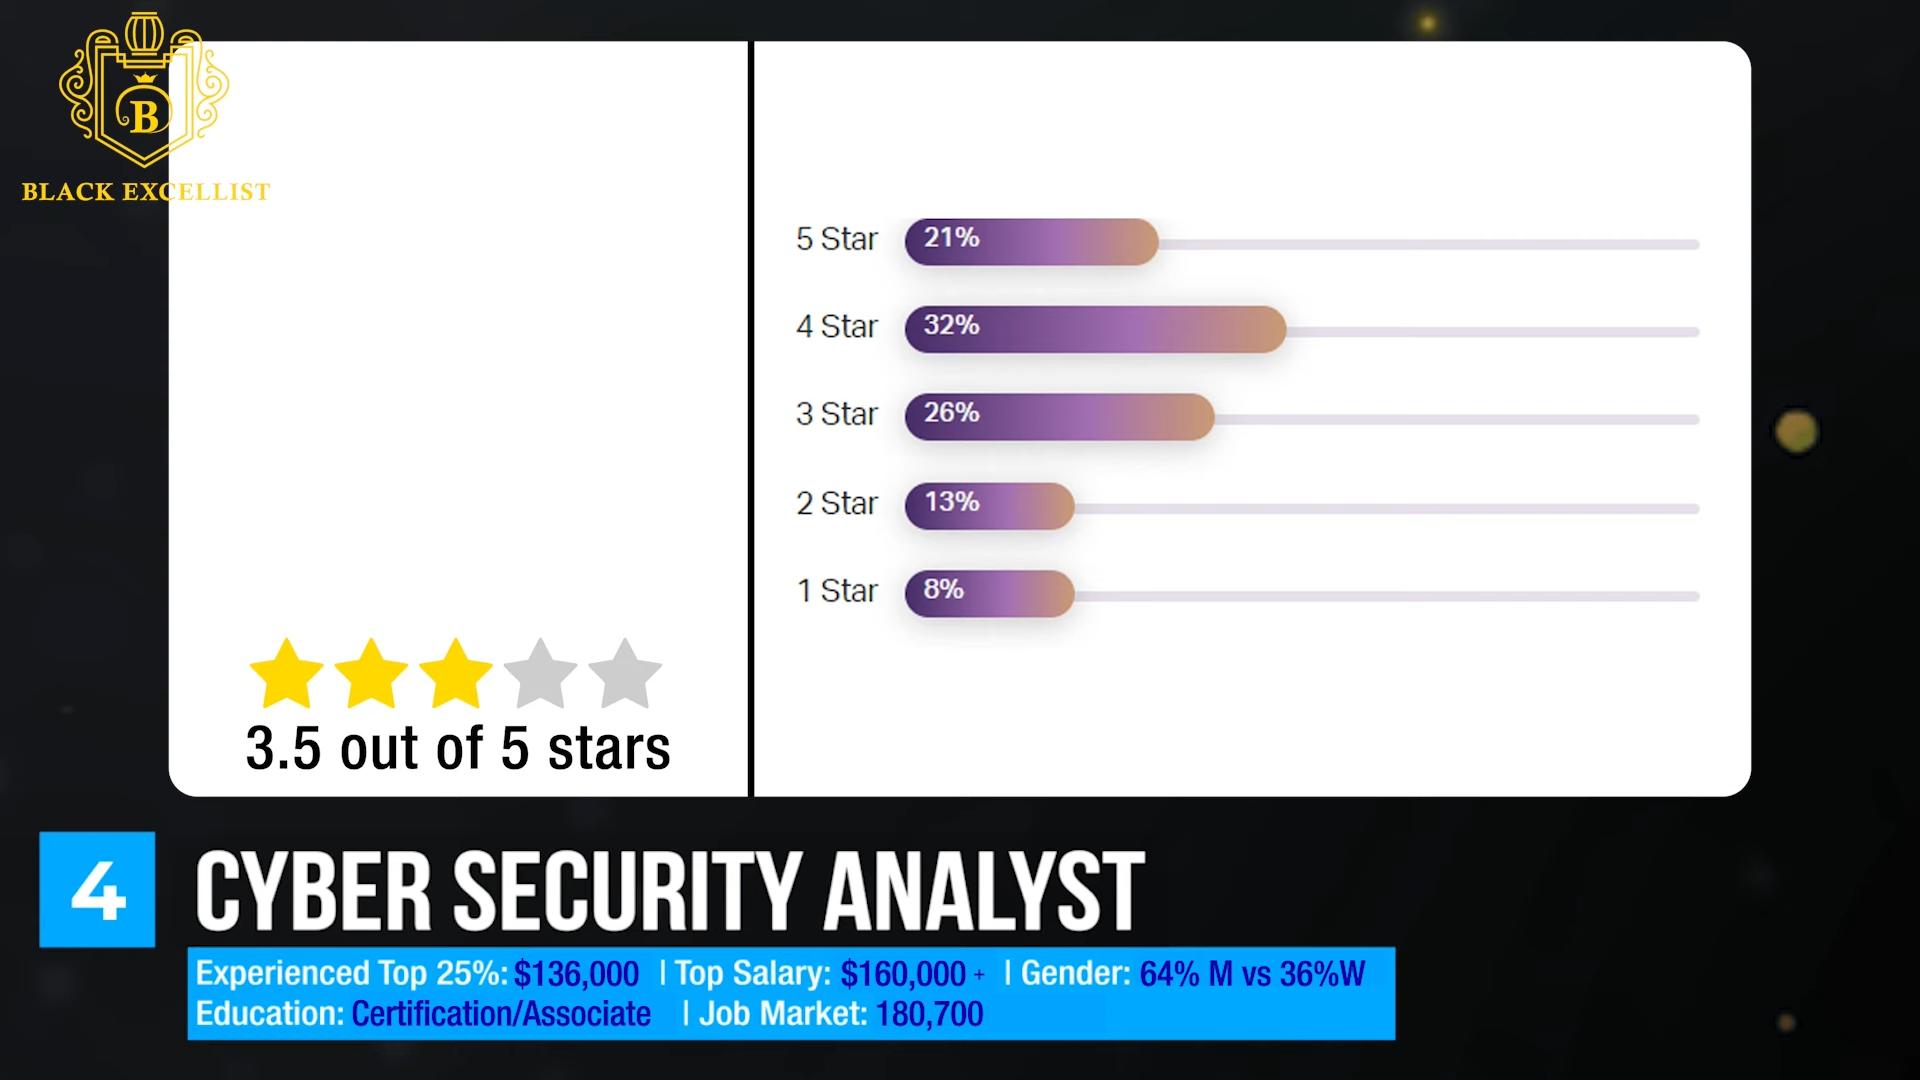 B
BLACK EXCELLIST
5 Star 21%
4 Star 32%
3 Star 26%
2 Star 13%
1 Star 8%
3.5 out of 5 stars
4 CYBER SECURITY ANALYST
Experienced Top 25%: $136,000 | Top Salary: $160,000 + | Gender: 64% M vs 36%W
Education: Certification/Associate | Job Market: 180,700